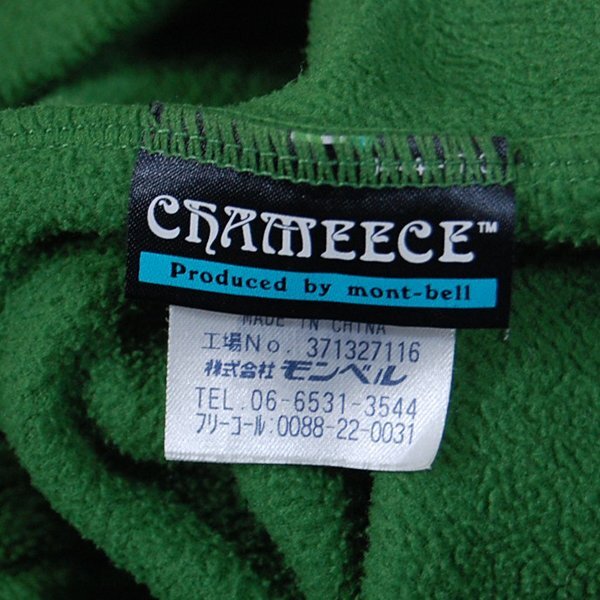 CHAMEECE™
Produced by mont-bell
MADE IN CHINA
工場No. 371327116
株式会社 モンベル
TEL. 06-6531-3544
フリーコール:0088-22-0031